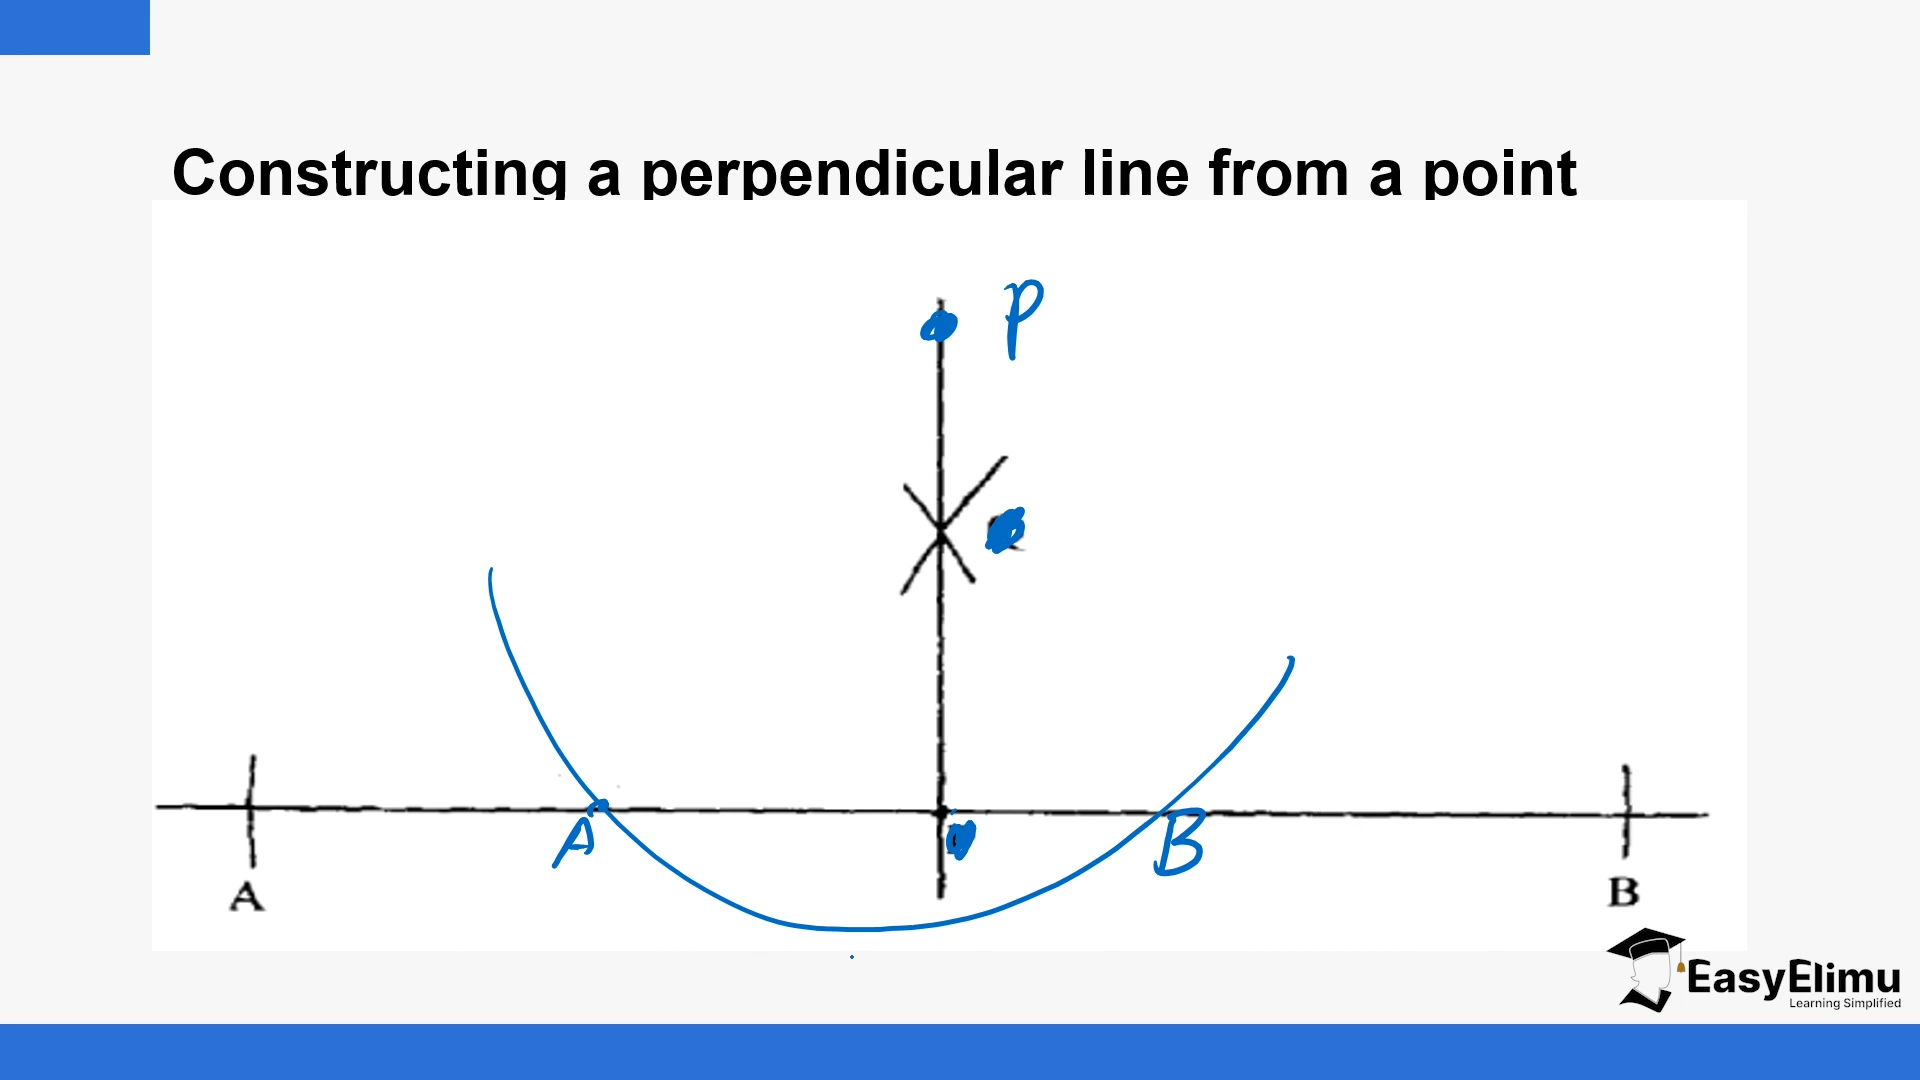 Constructing a perpendicular line from a point
P
A B
A B
EasyElimu
Learning Simplified